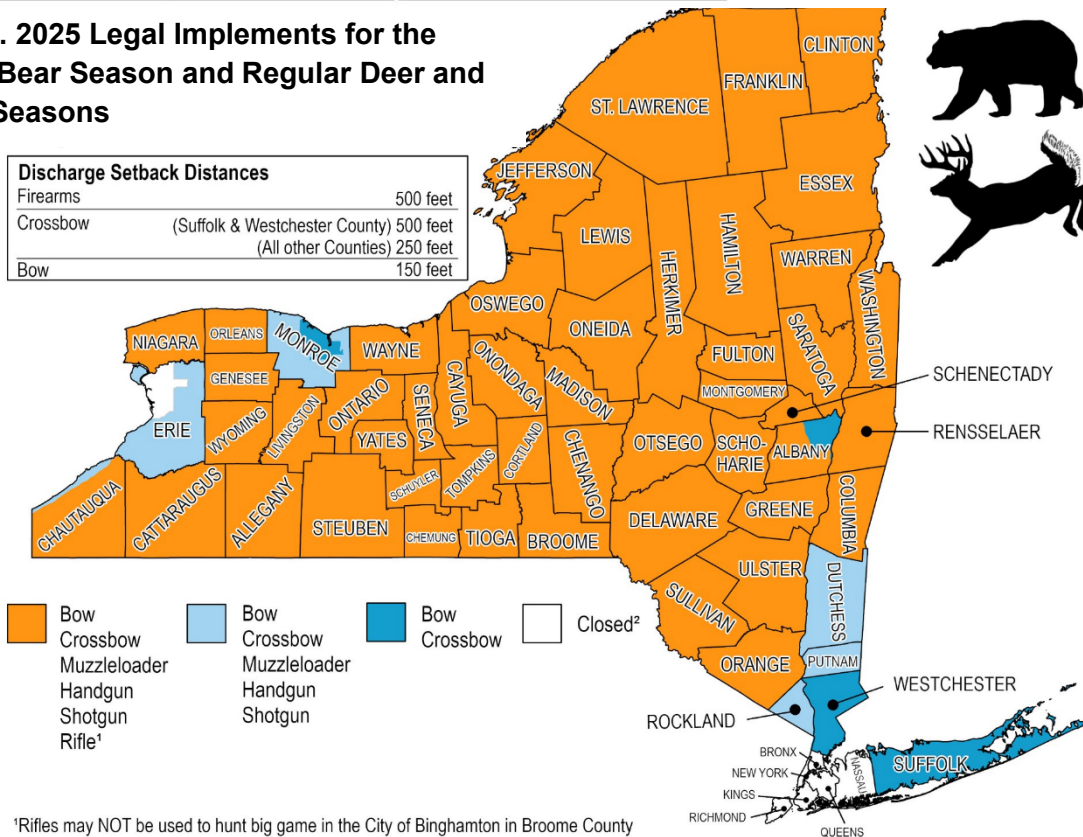 . 2025 Legal Implements for the
Bear Season and Regular Deer and
Seasons
Discharge Setback Distances
Firearms 500 feet
Crossbow (Suffolk & Westchester County) 500 feet
(All other Counties) 250 feet
Bow 150 feet
CLINTON
FRANKLIN
ST. LAWRENCE
JEFFERSON
ESSEX
LEWIS
HERKIMER
HAMILTON
WARREN
WASHINGTON
OSWEGO
ONEIDA
SARATOGA
FULTON
NIAGARA
ORLEANS
MONROE
WAYNE
CAYUGA
ONONDAGA
MADISON
MONTGOMERY
SCHENECTADY
GENESEE
ERIE
WYOMING
LIVINGSTON
ONTARIO
YATES
SENECA
CORTLAND
CHENANGO
OTSEGO
SCHO-
HARIE
ALBANY
RENSSELAER
CHAUTAUQUA
CATTARAUGUS
ALLEGANY
STEUBEN
SCHUYLER
TOMPKINS
CHEMUNG
TIOGA
BROOME
DELAWARE
GREENE
COLUMBIA
ULSTER
SULLIVAN
DUTCHESS
ORANGE
PUTNAM
WESTCHESTER
ROCKLAND
BRONX
NEW YORK
KINGS
RICHMOND
QUEENS
NASSAU
SUFFOLK
Bow
Crossbow
Muzzleloader
Handgun
Shotgun
Rifle¹
Bow
Crossbow
Muzzleloader
Handgun
Shotgun
Bow
Crossbow
Closed²
¹Rifles may NOT be used to hunt big game in the City of Binghamton in Broome County